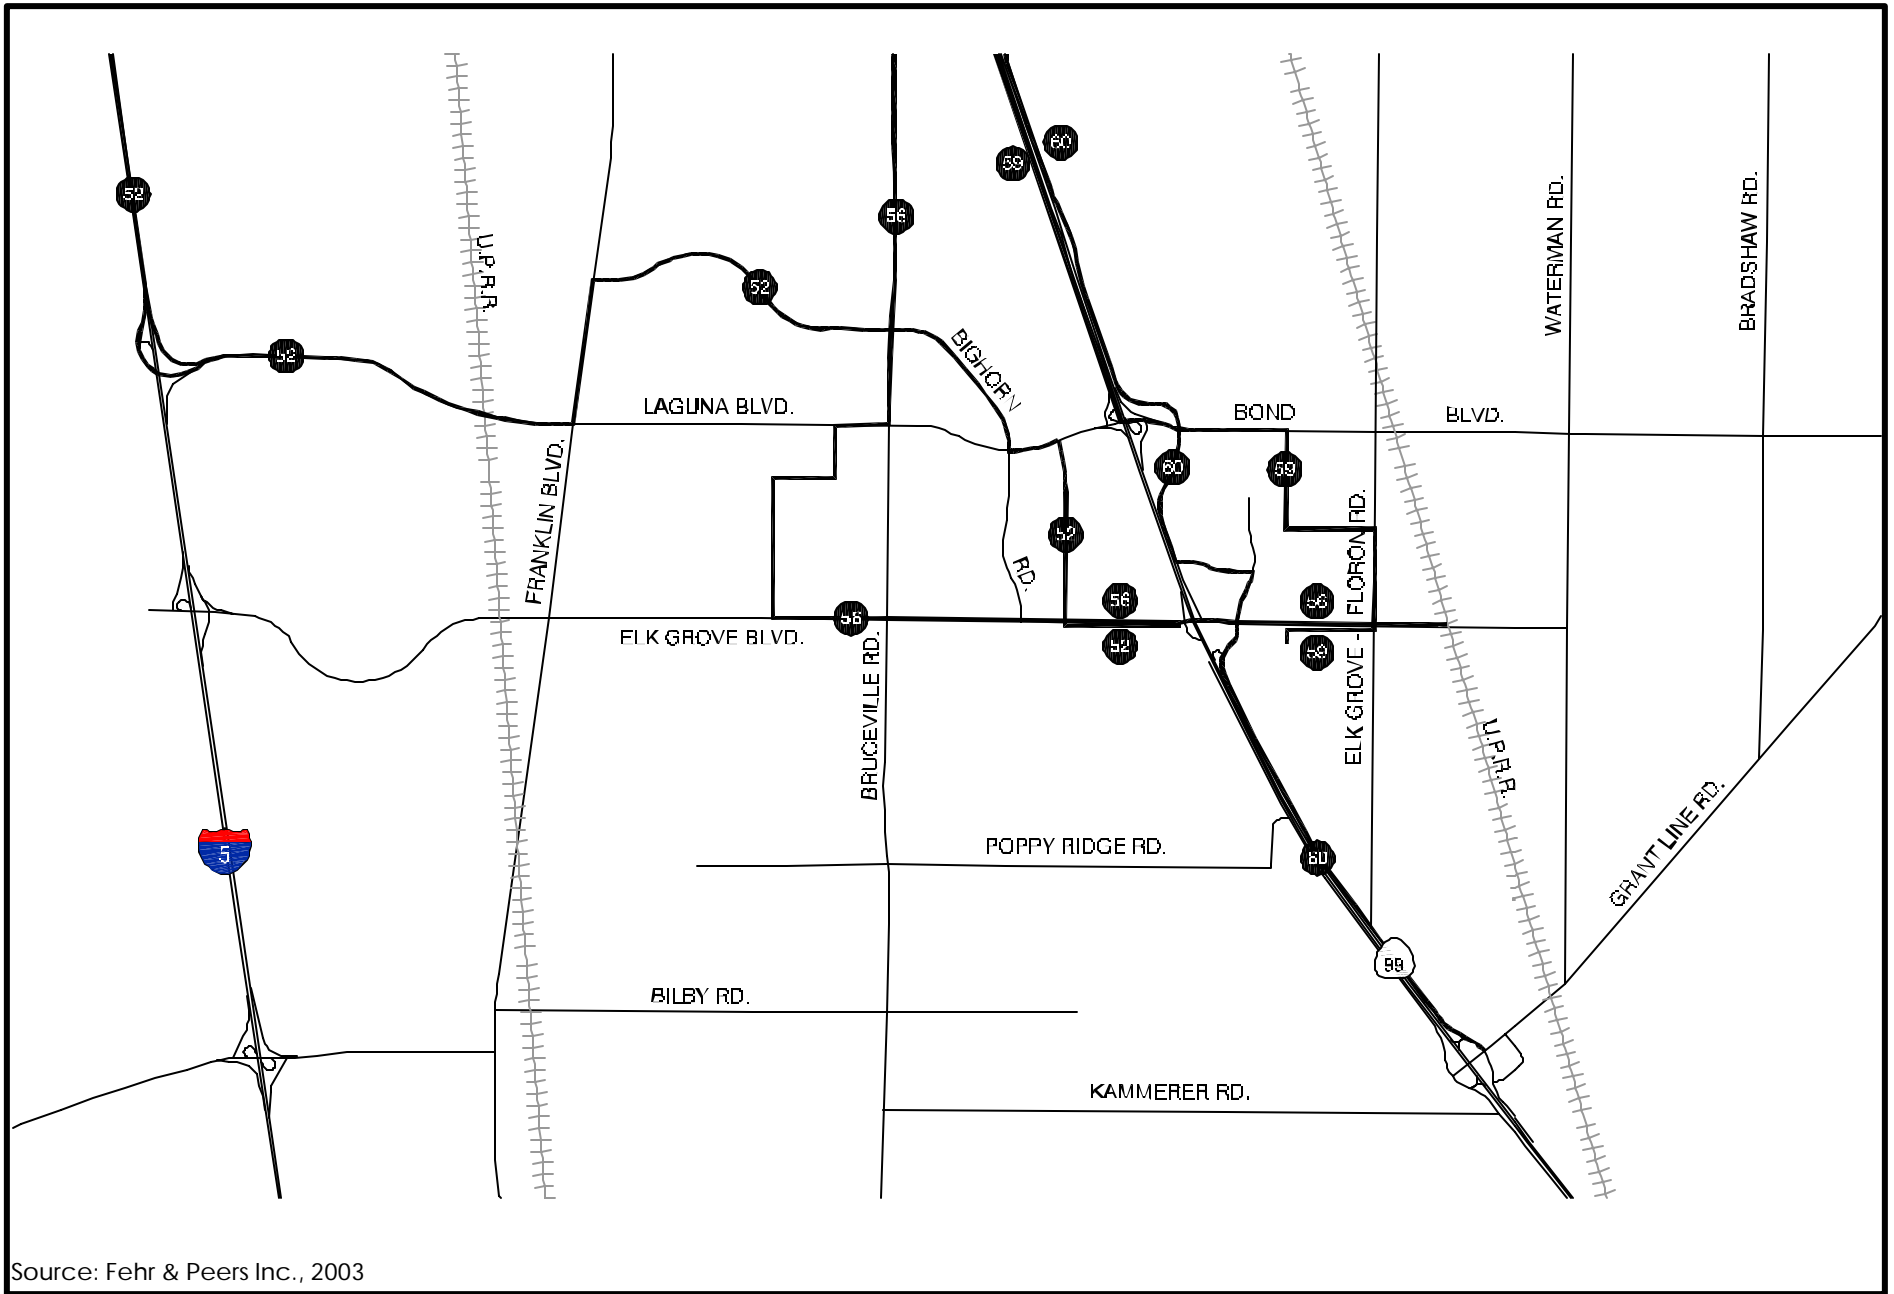 60
59
52
56
WATERMAN RD.
BRADSHAW RD.
U.P.R.R.
52
BIGHORN
52
LAGUNA BLVD.
BOND
BLVD.
FRANKLIN BLVD.
60
59
52
RD.
56
56
ELK GROVE - FLORON RD.
56
ELK GROVE BLVD.
52
59
BRUCEVILLE RD.
U.P.R.R.
5
POPPY RIDGE RD.
60
GRANT LINE RD.
99
BILBY RD.
KAMMERER RD.
Source: Fehr & Peers Inc., 2003